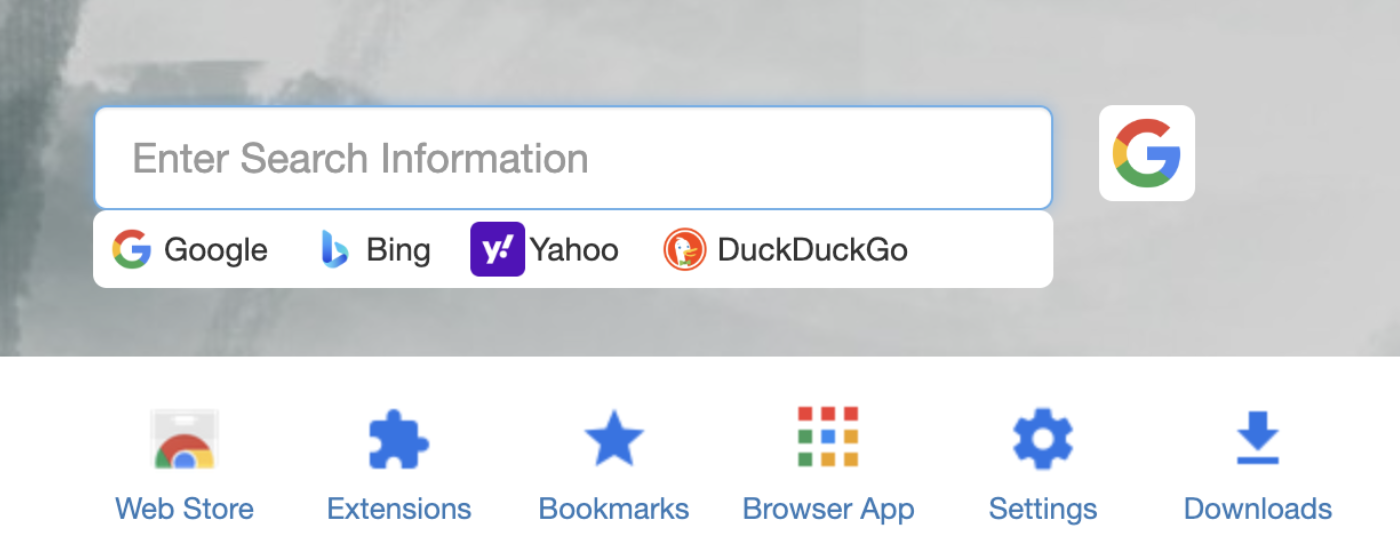 Enter Search Information
Google Bing y! Yahoo DuckDuckGo
Web Store Extensions Bookmarks Browser App Settings Downloads